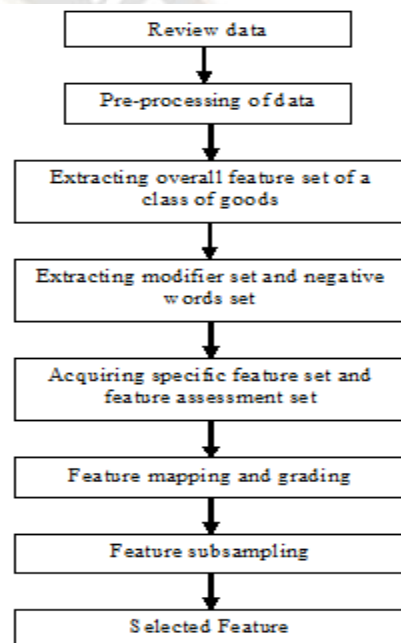 Review data
Pre-processing of data
Extracting overall feature set of a
class of goods
Extracting modifier set and negative
words set
Acquiring specific feature set and
feature assessment set
Feature mapping and grading
Feature subsampling
Selected Feature